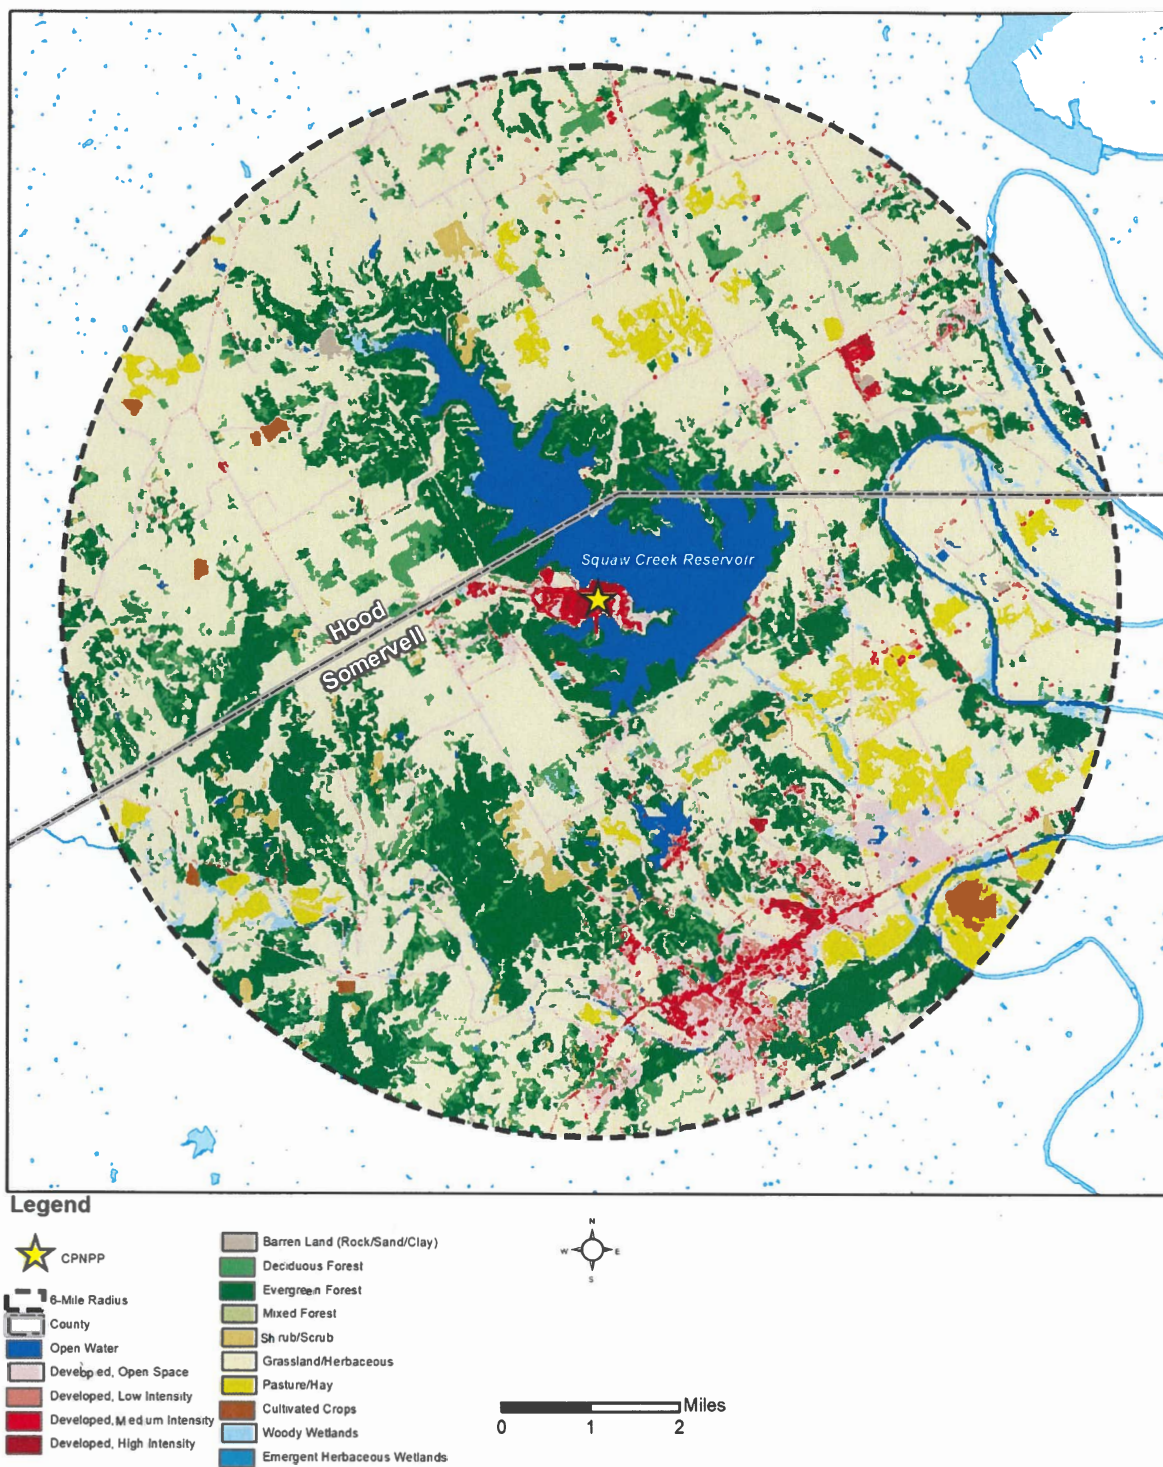 Squaw Creek Reservoir
Hood
Somervell
Legend
CPNPP
6-Mile Radius
County
Open Water
Developed, Open Space
Developed, Low Intensity
Developed, Medium Intensity
Developed, High Intensity
Barren Land (Rock/Sand/Clay)
Deciduous Forest
Evergreen Forest
Mixed Forest
Shrub/Scrub
Grassland/Herbaceous
Pasture/Hay
Cultivated Crops
Woody Wetlands
Emergent Herbaceous Wetlands
N
W E
S
Miles
0 1 2